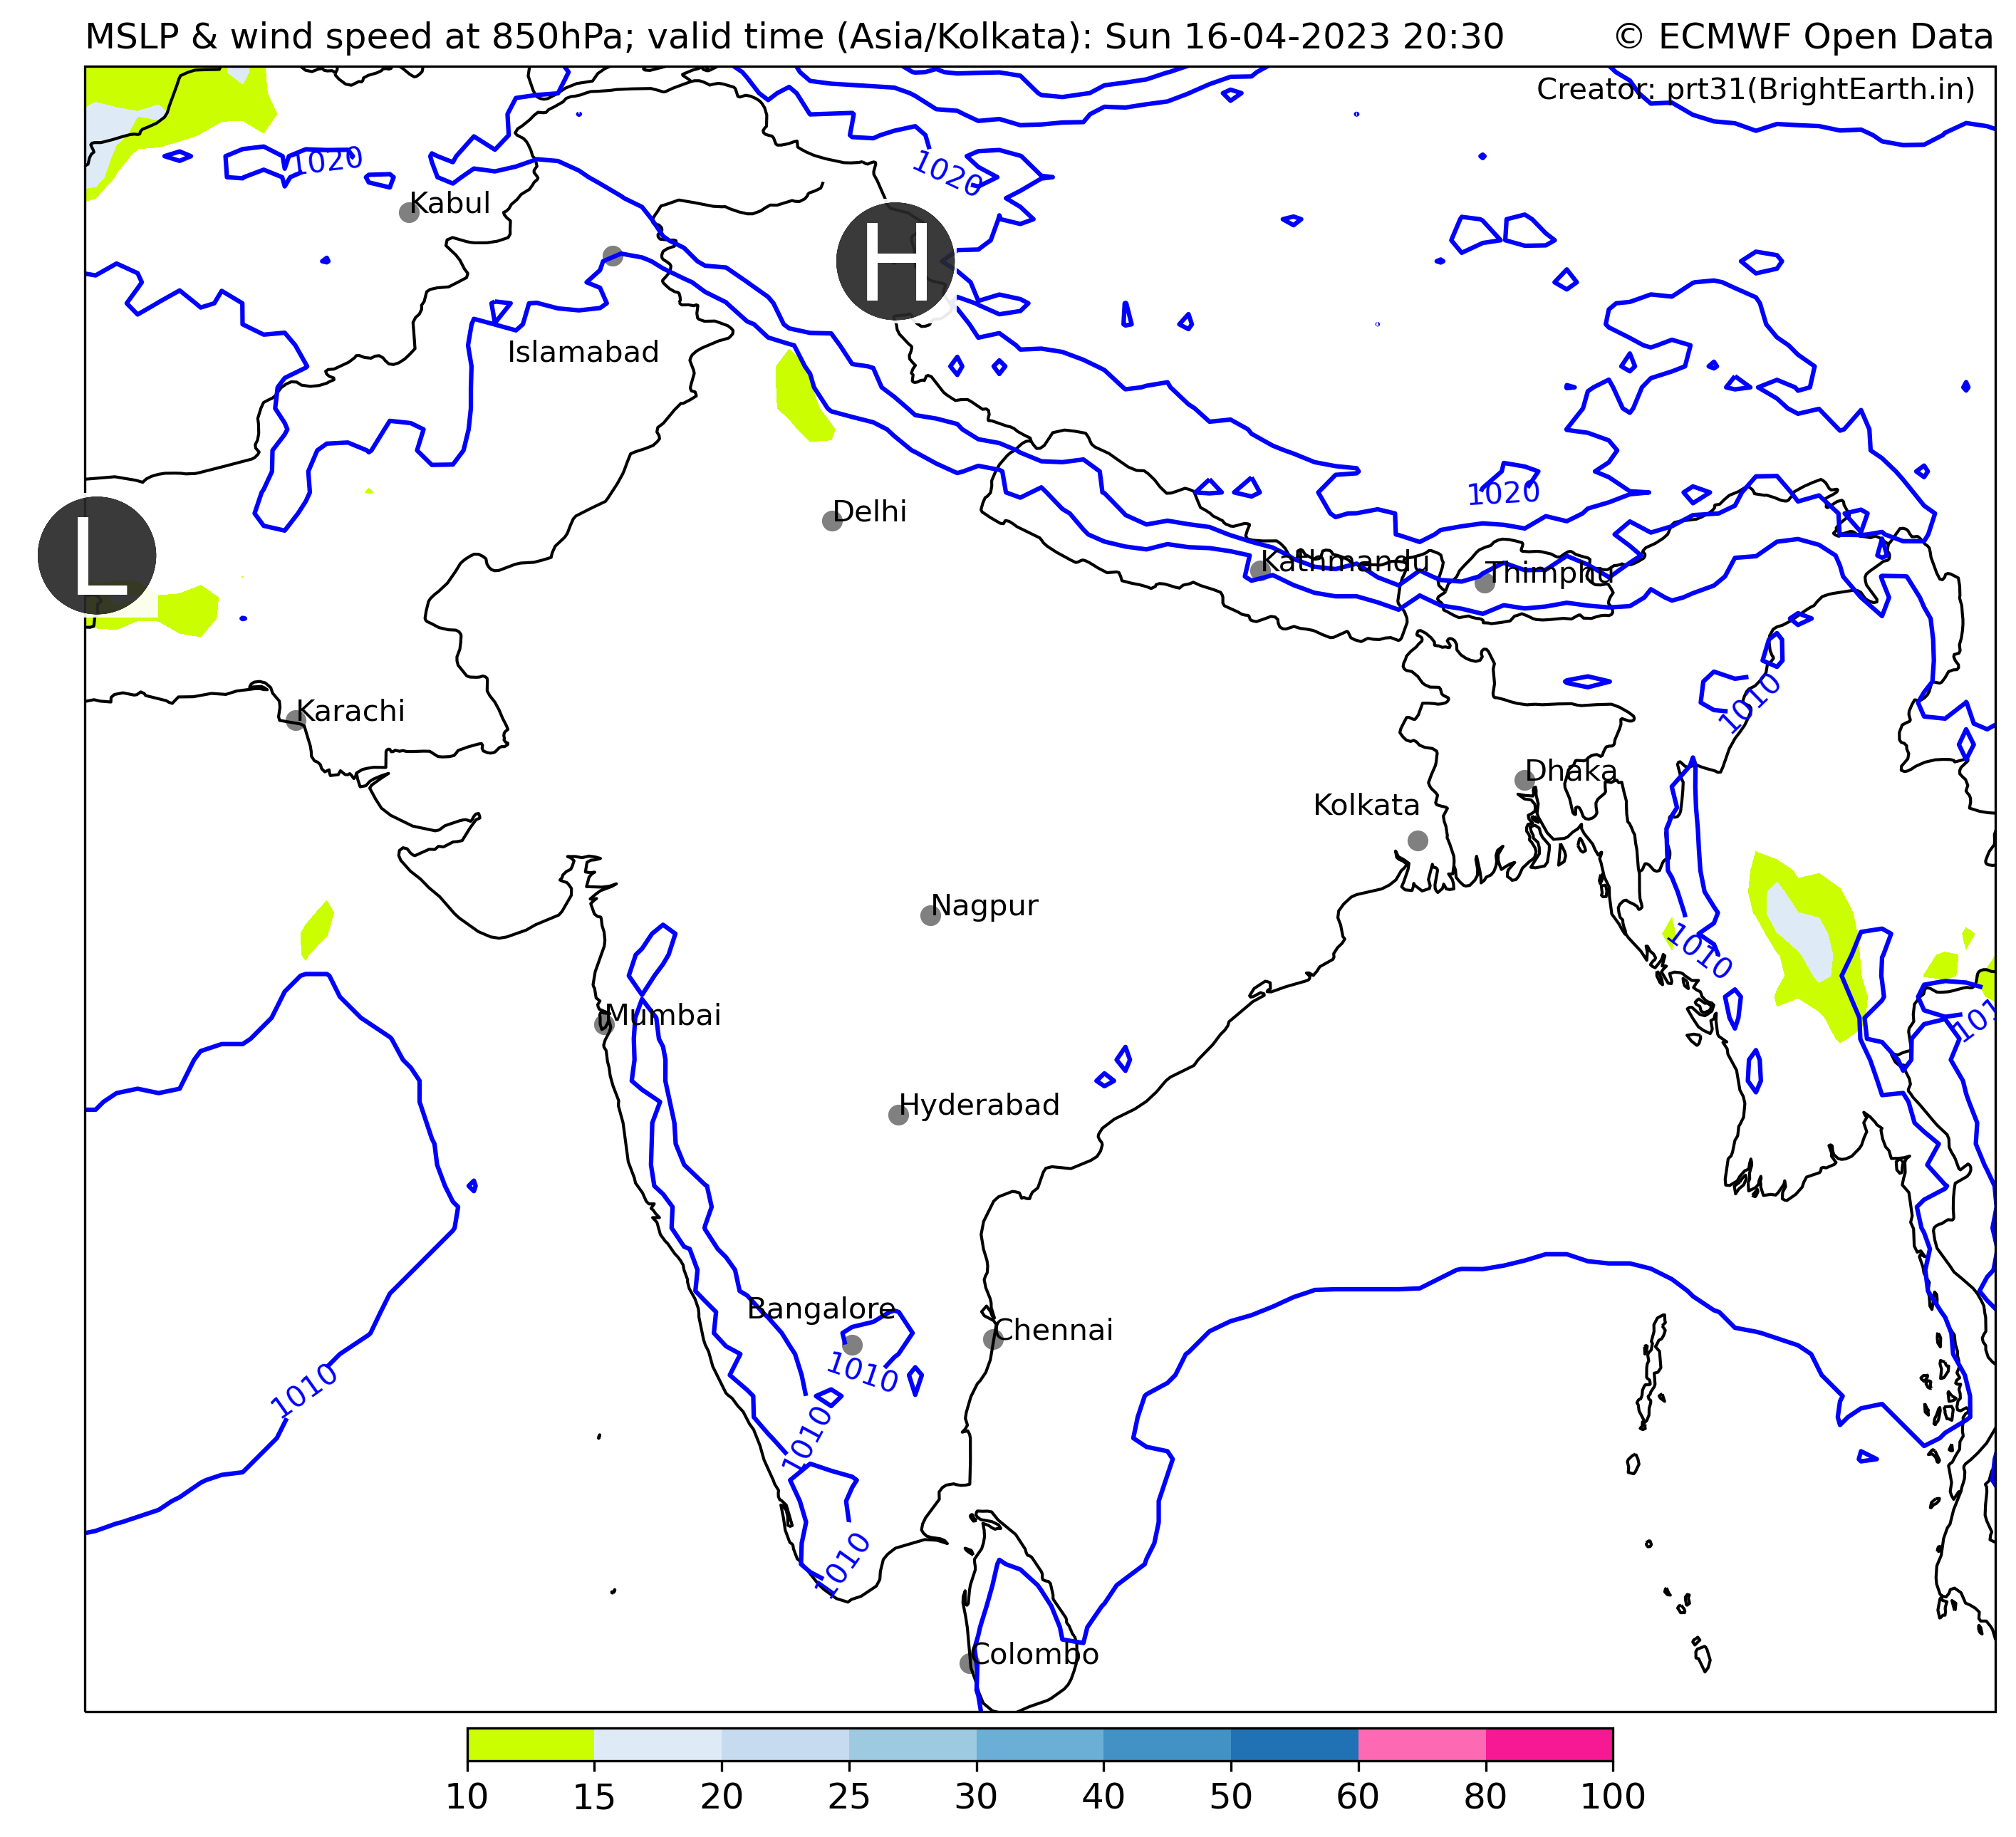 MSLP & wind speed at 850hPa; valid time (Asia/Kolkata): Sun 16-04-2023 20:30 © ECMWF Open Data
Creator: prt31(BrightEarth.in)
1020
1020
Kabul
H
Islamabad
1020
Delhi
L
Kathmandu
Thimphu
1010
Karachi
Dhaka
Kolkata
Nagpur
1010
Mumbai
Hyderabad
Bangalore
Chennai
1010
1010
1010
1010
Colombo
10 15 20 25 30 40 50 60 80 100